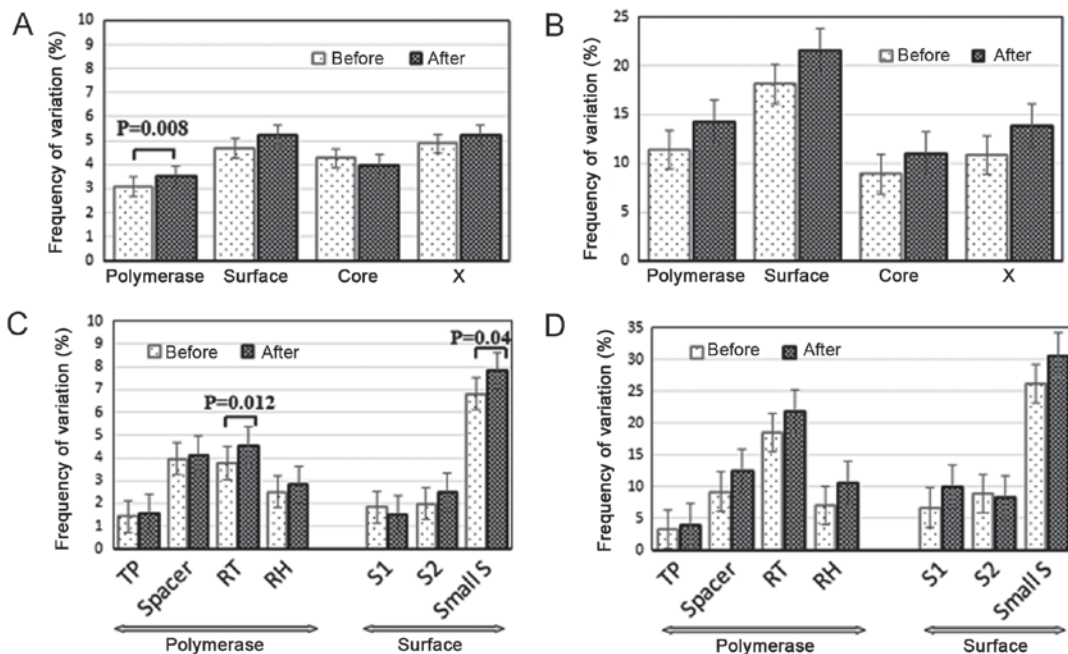 A
Frequency of variation (%)
10
9
8
7
6
5
4
3
2
1
0
Before After
P=0.008
Polymerase Surface Core X
B
Frequency of variation (%)
25
20
15
10
5
0
Before After
Polymerase Surface Core X
C
Frequency of variation (%)
10
9
8
7
6
5
4
3
2
1
0
Before After
P=0.04
P=0.012
TP Spacer RT RH S1 S2 Small S
Polymerase Surface
D
Frequency of variation (%)
35
30
25
20
15
10
5
0
Before After
TP Spacer RT RH S1 S2 Small S
Polymerase Surface